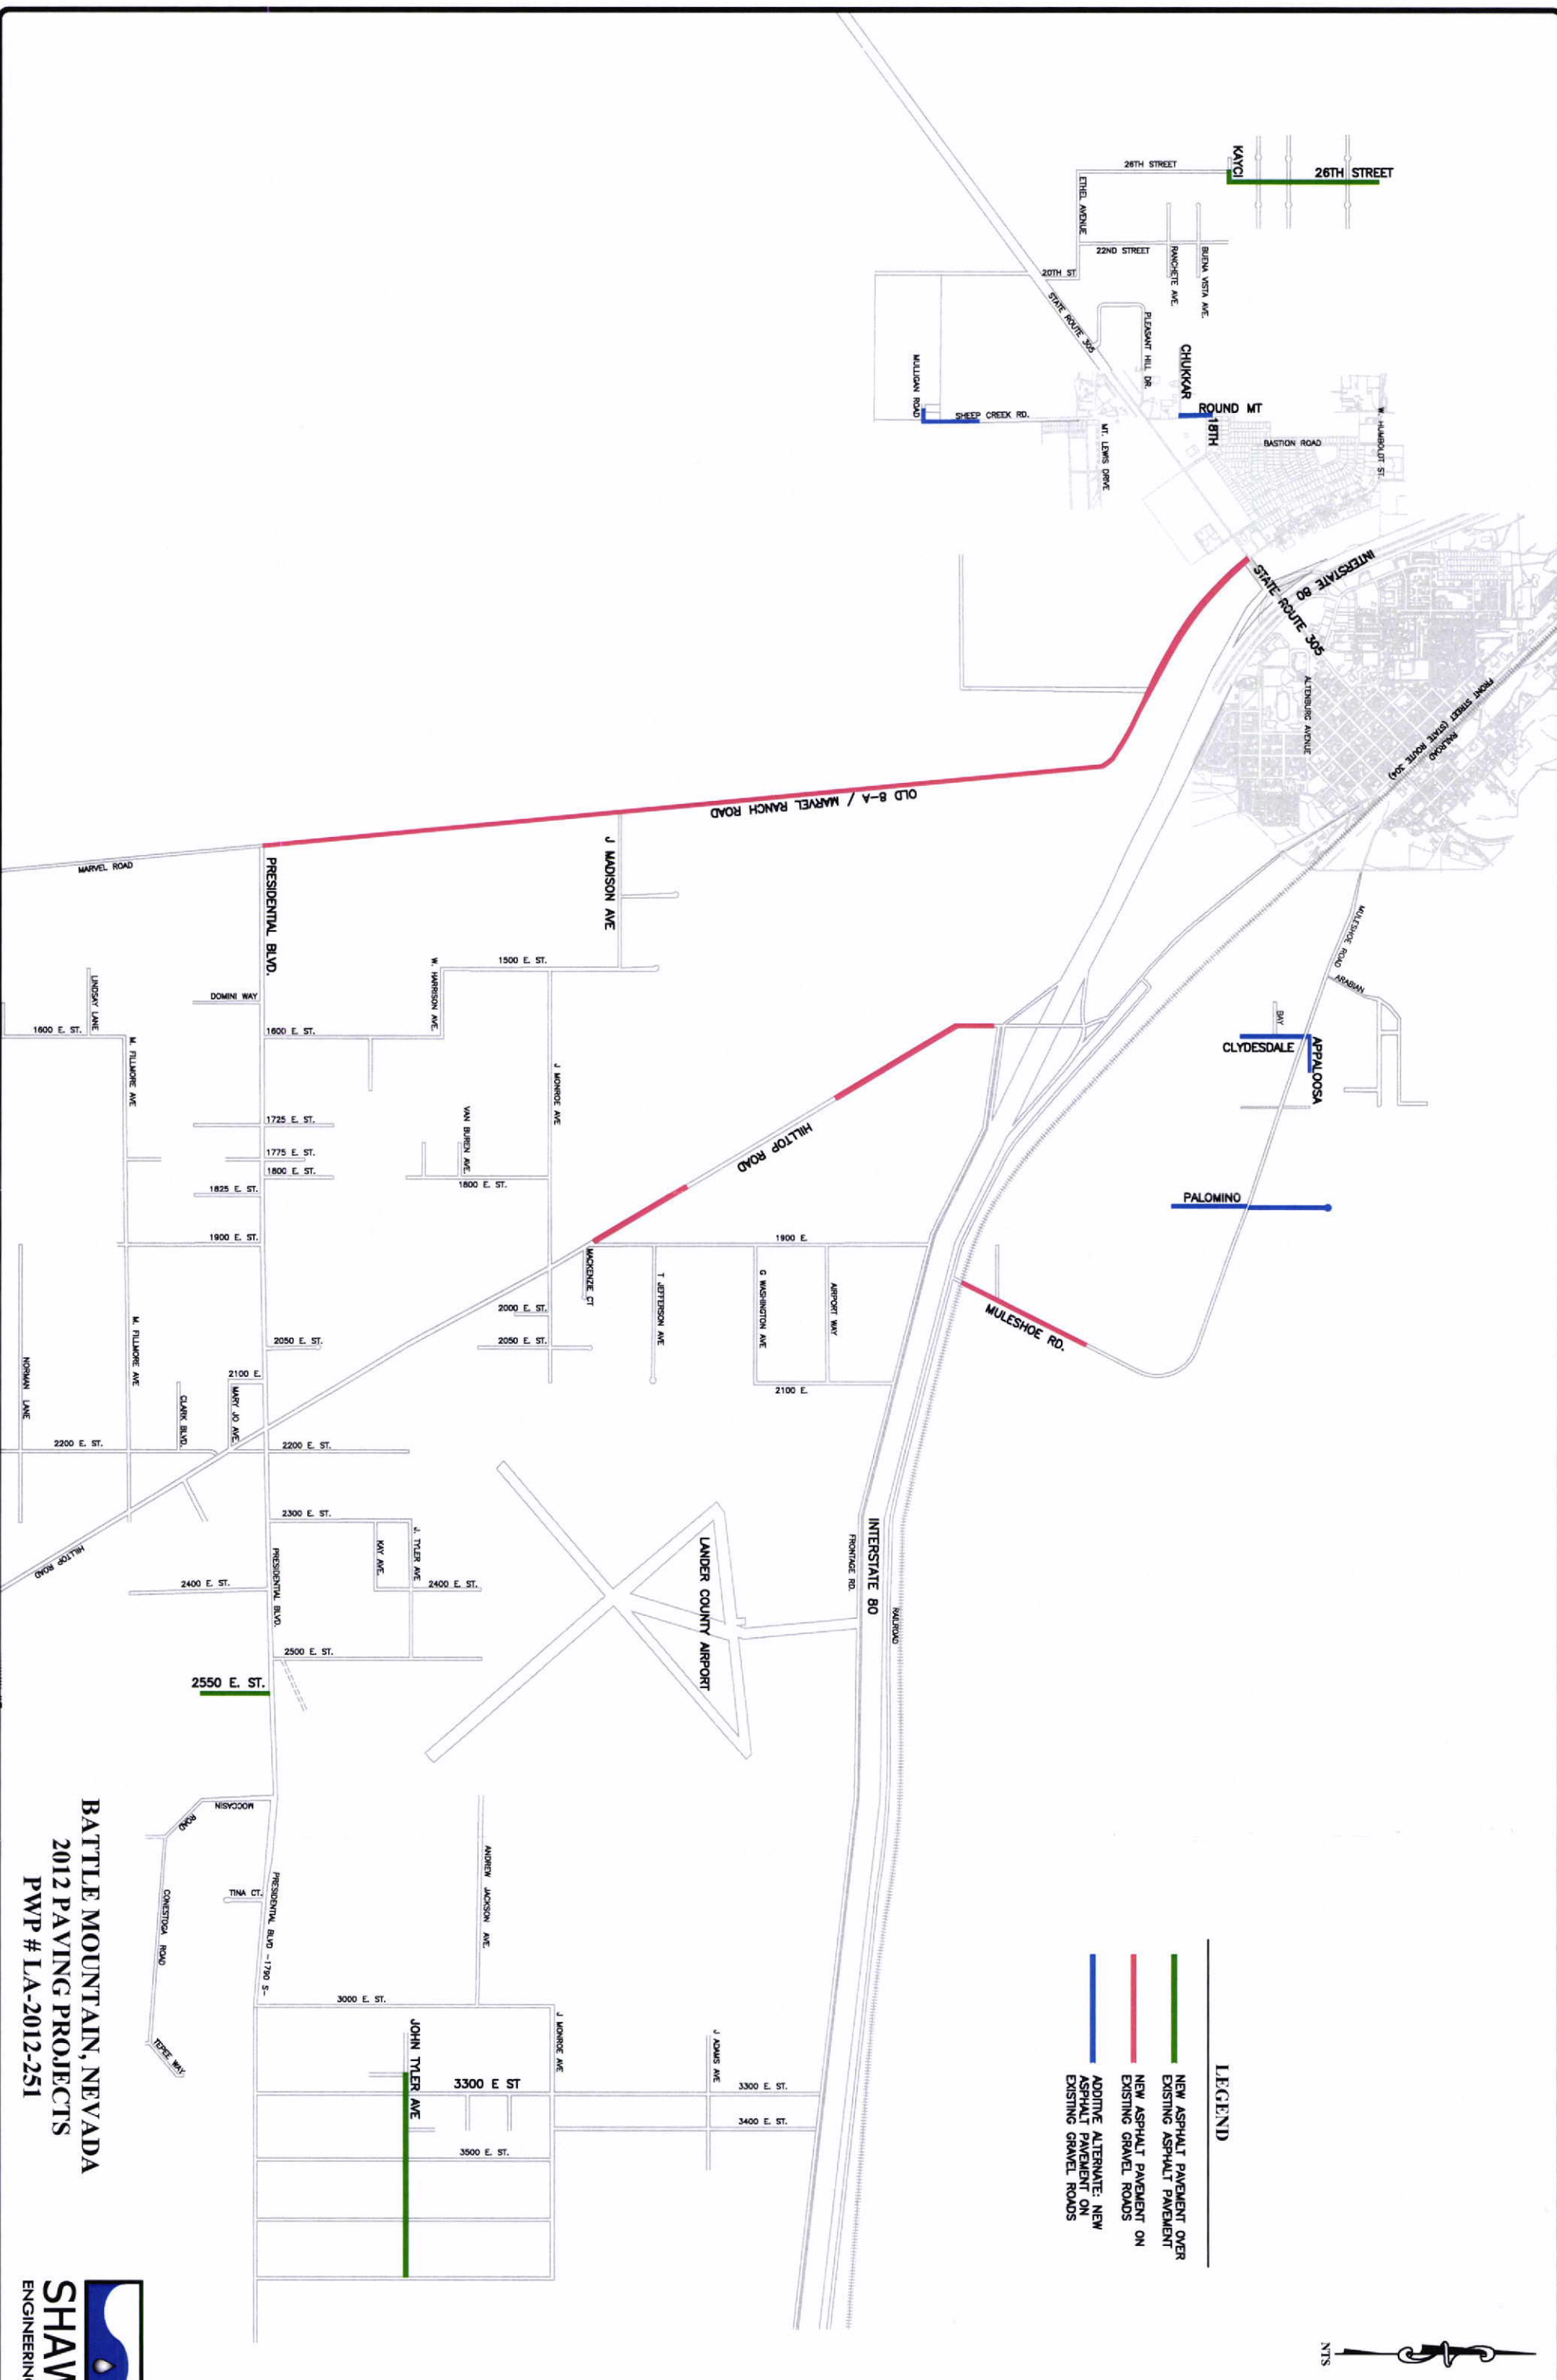 KAYCI
26TH STREET
26TH STREET
ETHEL AVENUE
22ND STREET
RANCHETE AVE.
BUENA VISTA AVE.
20TH ST
STATE ROUTE 305
PLEASANT HILL DR.
CHUKKAR
ROUND MT
18TH
MULLIGAN ROAD
SHEEP CREEK RD.
MT. LEWIS DRIVE
BASTION ROAD
W. HUMBOLDT ST.
INTERSTATE 80
STATE ROUTE 305
ALTENBURG AVENUE
FRONT STREET (STATE ROUTE 304)
RAILROAD
OLD 8-A / MARVEL RANCH ROAD
MARVEL ROAD
PRESIDENTIAL BLVD.
J MADISON AVE
MULESHOE ROAD
ARABIAN
BAY
CLYDESDALE
APPALOOSA
PALOMINO
MULESHOE RD.
HILLTOP ROAD
LINDSAY LANE
DOMINI WAY
W. HARRISON AVE.
1500 E. ST.
1600 E. ST.
1600 E. ST.
M. FILLMORE AVE
J MONROE AVE
1725 E. ST.
VAN BUREN AVE.
1775 E. ST.
1800 E. ST.
1800 E. ST.
1825 E. ST.
1900 E. ST.
1900 E.
MACKENZIE CT
T JEFFERSON AVE
G WASHINGTON AVE
AIRPORT WAY
2000 E. ST.
2050 E. ST.
2050 E. ST.
M. FILLMORE AVE
NORMAN LANE
2100 E.
2100 E.
MARY JO AVE.
CLARK BLVD.
2200 E. ST.
2200 E. ST.
2300 E. ST.
HILLTOP ROAD
PRESIDENTIAL BLVD.
KAY AVE.
J. TYLER AVE
2400 E. ST.
2400 E. ST.
LANDER COUNTY AIRPORT
FRONTAGE RD.
INTERSTATE 80
RAILROAD
2500 E. ST.
2550 E. ST.
MOCCASIN
ROAD
CONESTOGA ROAD
TEPEE WAY
TINA CT.
PRESIDENTIAL BLVD -1790 S-
ANDREW JACKSON AVE.
3000 E. ST.
JOHN TYLER AVE
J MONROE AVE
J ADAMS AVE
3300 E ST
3300 E. ST.
3400 E. ST.
3500 E. ST.
LEGEND
NEW ASPHALT PAVEMENT OVER
EXISTING ASPHALT PAVEMENT
NEW ASPHALT PAVEMENT ON
EXISTING GRAVEL ROADS
ADDITIVE ALTERNATE: NEW
ASPHALT PAVEMENT ON
EXISTING GRAVEL ROADS
NTS
BATTLE MOUNTAIN, NEVADA
2012 PAVING PROJECTS
PWP # LA-2012-251
SHAW
ENGINEERING